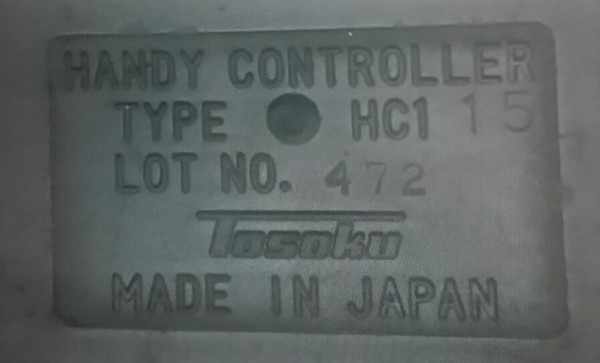 HANDY CONTROLLER
TYPE HC1 15
LOT NO. 472
Tosoku
MADE IN JAPAN